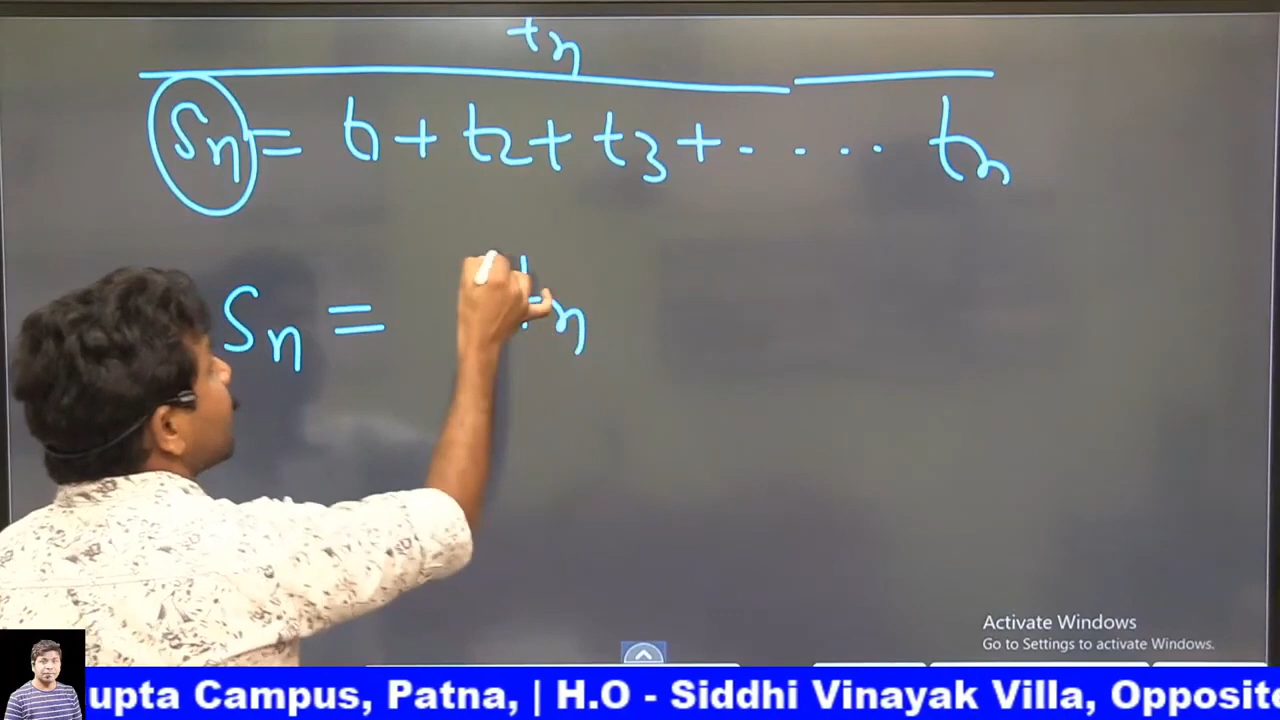 tn
Sn = t1 + t2 + t3 + . . . . tn
Sn = tn
Activate Windows
Go to Settings to activate Windows.
upta Campus, Patna, | H.O - Siddhi Vinayak Villa, Opposite